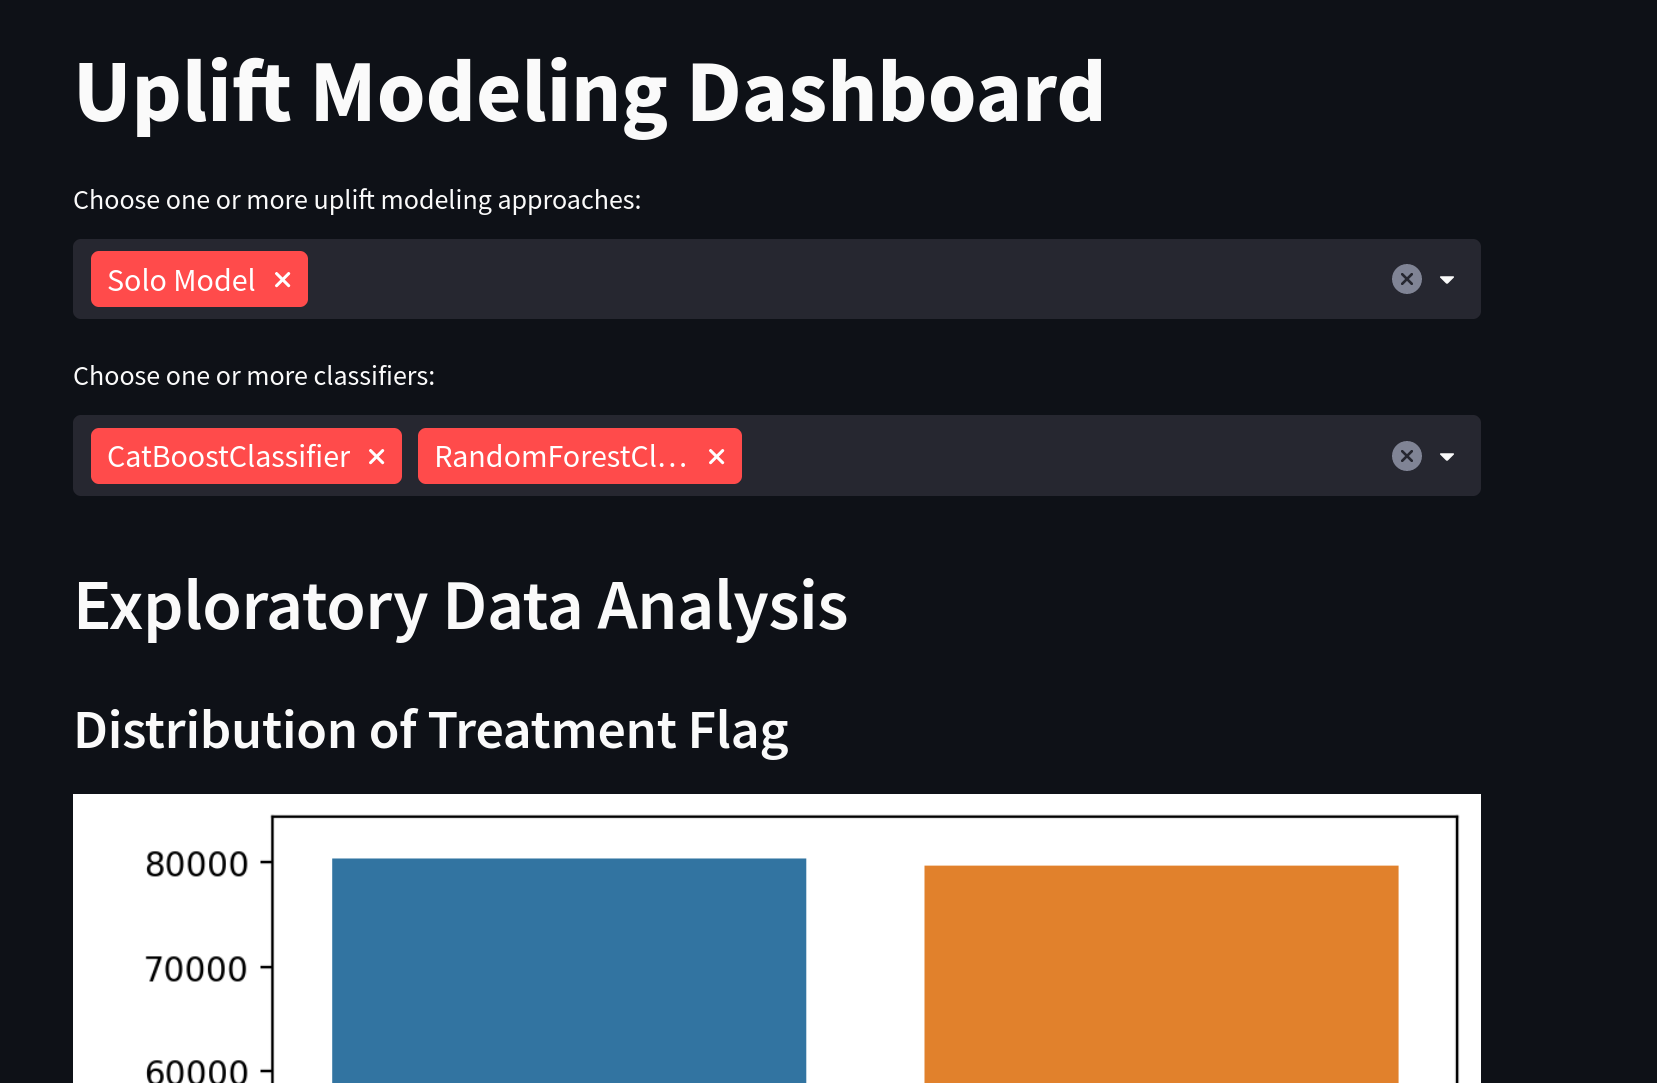 Uplift Modeling Dashboard
Choose one or more uplift modeling approaches:
Solo Model
Choose one or more classifiers:
CatBoostClassifier RandomForestCl...
Exploratory Data Analysis
Distribution of Treatment Flag
80000
70000
60000